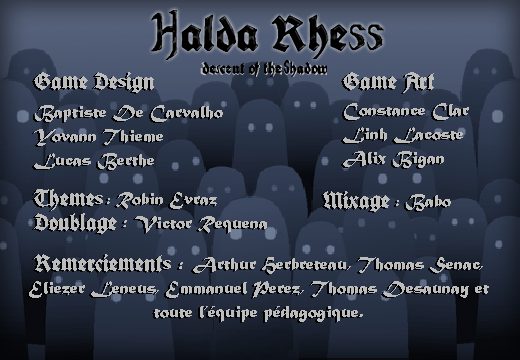 Halda Rhess
descent of the Shadow
Game Design
Baptiste De Carvalho
Yovann Thieme
Lucas Berthe
Game Art
Constance Clar
Linh Lacoste
Alix Bigan
Themes : Robin Evraz
Doublage : Victor Requena
Mixage : Babo
Remerciements : Arthur Herbreteau, Thomas Senac,
Eliezer Leneus, Emmanuel Perez, Thomas Desaunay et
toute l'équipe pédagogique.